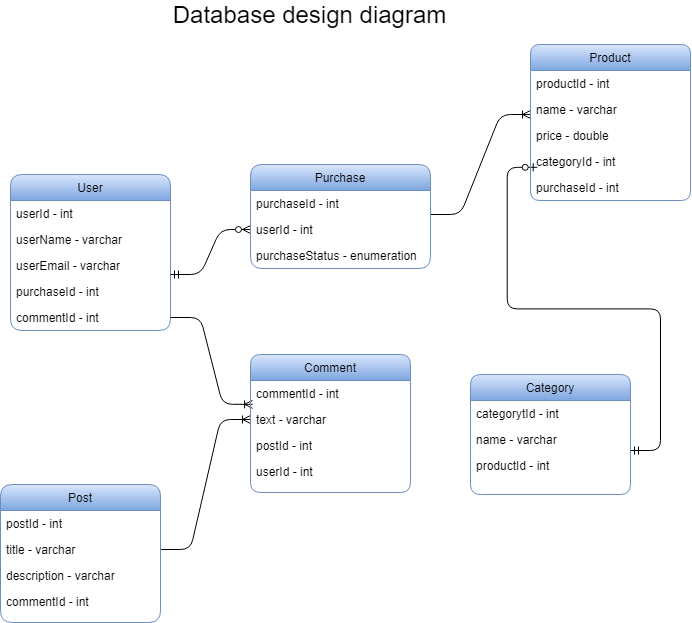 Database design diagram
Product
productId - int
name - varchar
price - double
categoryId - int
purchaseId - int
User
userId - int
userName - varchar
userEmail - varchar
purchaseId - int
commentId - int
Purchase
purchaseId - int
userId - int
purchaseStatus - enumeration
Comment
commentId - int
text - varchar
postId - int
userId - int
Category
categorytId - int
name - varchar
productId - int
Post
postId - int
title - varchar
description - varchar
commentId - int